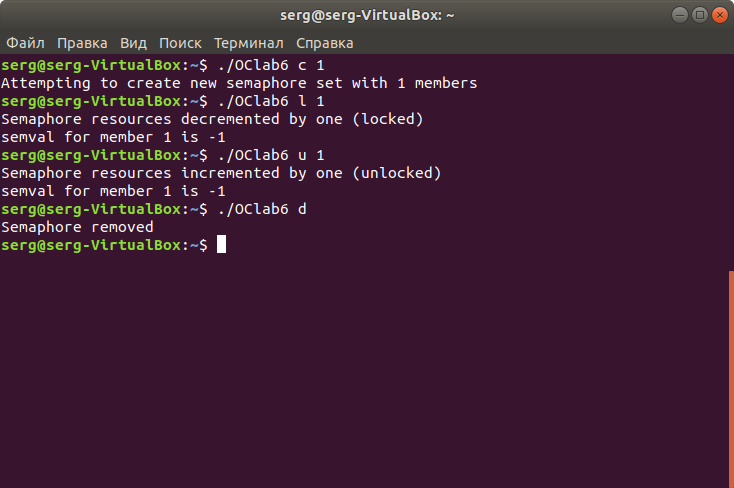 serg@serg-VirtualBox: ~
Файл Правка Вид Поиск Терминал Справка
serg@serg-VirtualBox:~$ ./OClab6 c 1
Attempting to create new semaphore set with 1 members
serg@serg-VirtualBox:~$ ./OClab6 l 1
Semaphore resources decremented by one (locked)
semval for member 1 is -1
serg@serg-VirtualBox:~$ ./OClab6 u 1
Semaphore resources incremented by one (unlocked)
semval for member 1 is -1
serg@serg-VirtualBox:~$ ./OClab6 d
Semaphore removed
serg@serg-VirtualBox:~$